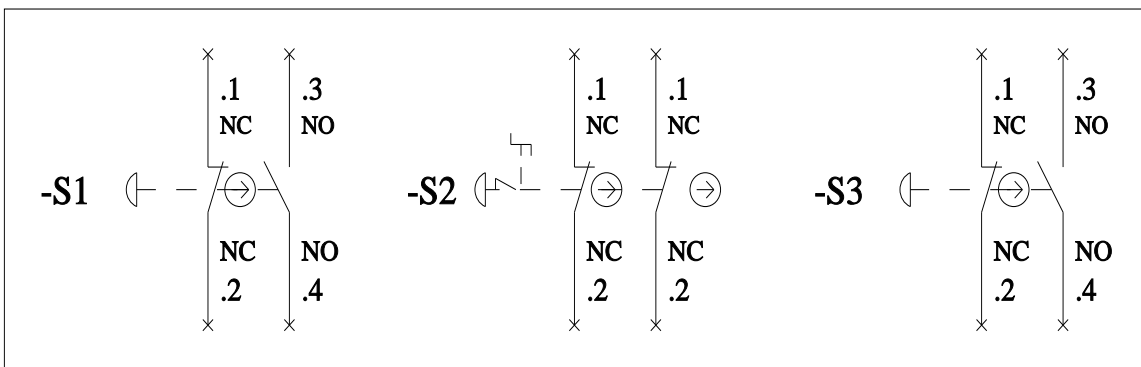 .1 .3 .1 .1 .1 .3
NC NO NC NC NC NO
-S1 -S2 -S3
NC NO NC NC NC NO
.2 .4 .2 .2 .2 .4